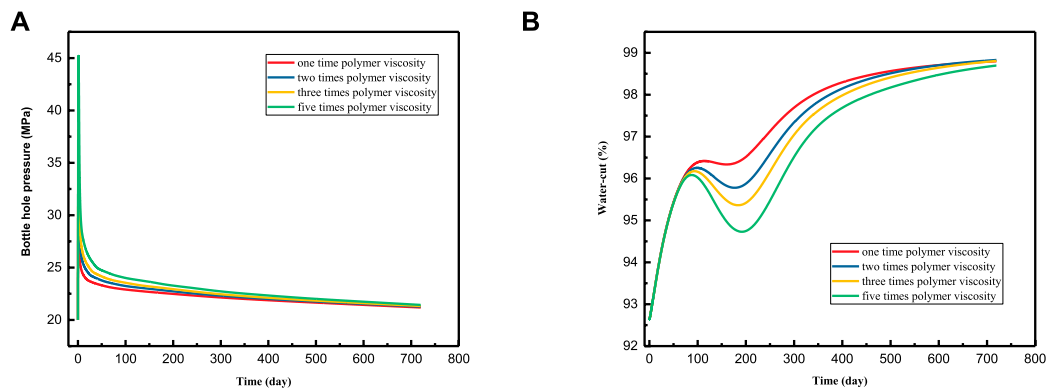 A
45
40
35
30
25
20
0 100 200 300 400 500 600 700 800
Bottle hole pressure (MPa)
Time (day)
one time polymer viscosity
two times polymer viscosity
three times polymer viscosity
five times polymer viscosity
B
99
98
97
96
95
94
93
92
0 100 200 300 400 500 600 700 800
Water-cut (%)
Time (day)
one time polymer viscosity
two times polymer viscosity
three times polymer viscosity
five times polymer viscosity